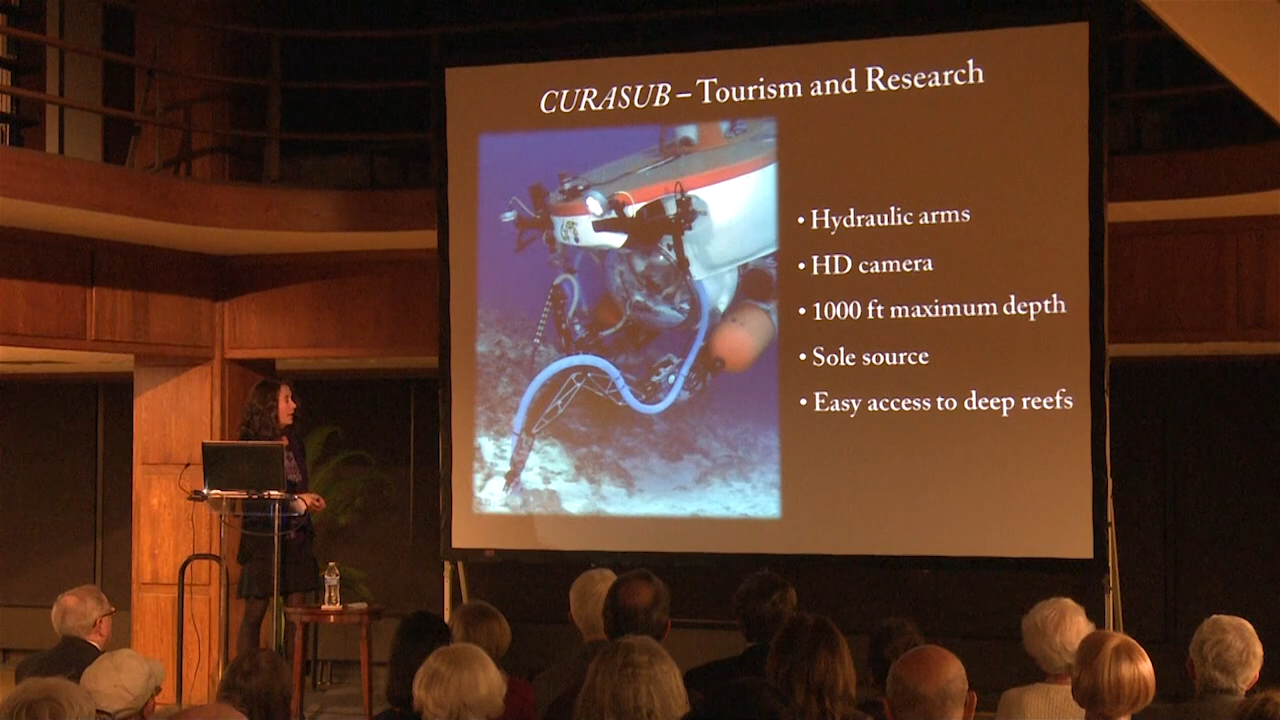 CURASUB – Tourism and Research
• Hydraulic arms
• HD camera
• 1000 ft maximum depth
• Sole source
• Easy access to deep reefs